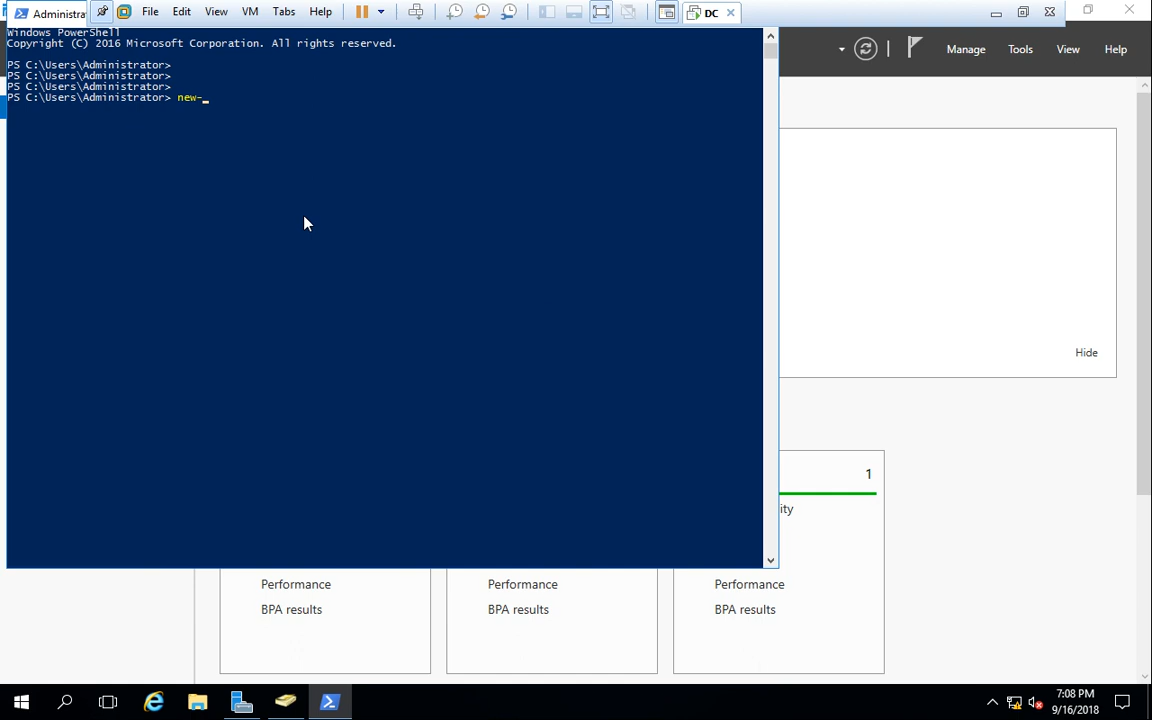 Administra File Edit View VM Tabs Help DC
Manage Tools View Help
Windows PowerShell
Copyright (C) 2016 Microsoft Corporation. All rights reserved.
PS C:\Users\Administrator>
PS C:\Users\Administrator>
PS C:\Users\Administrator>
PS C:\Users\Administrator> new-_
Hide
1
ity
Performance Performance Performance
BPA results BPA results BPA results
7:08 PM
9/16/2018